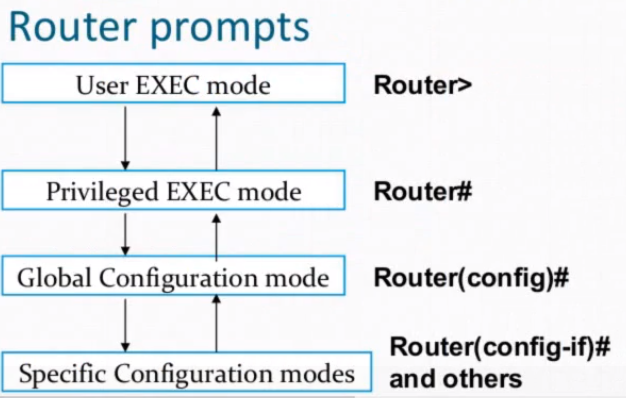 Router prompts
User EXEC mode
Router>
Privileged EXEC mode
Router#
Global Configuration mode
Router(config)#
Specific Configuration modes
Router(config-if)#
and others